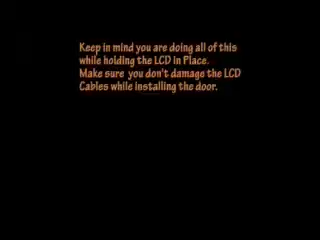 Keep in mind you are doing all of this
while holding the LCD in Place.
Make sure you don't damage the LCD
Cables while installing the door.